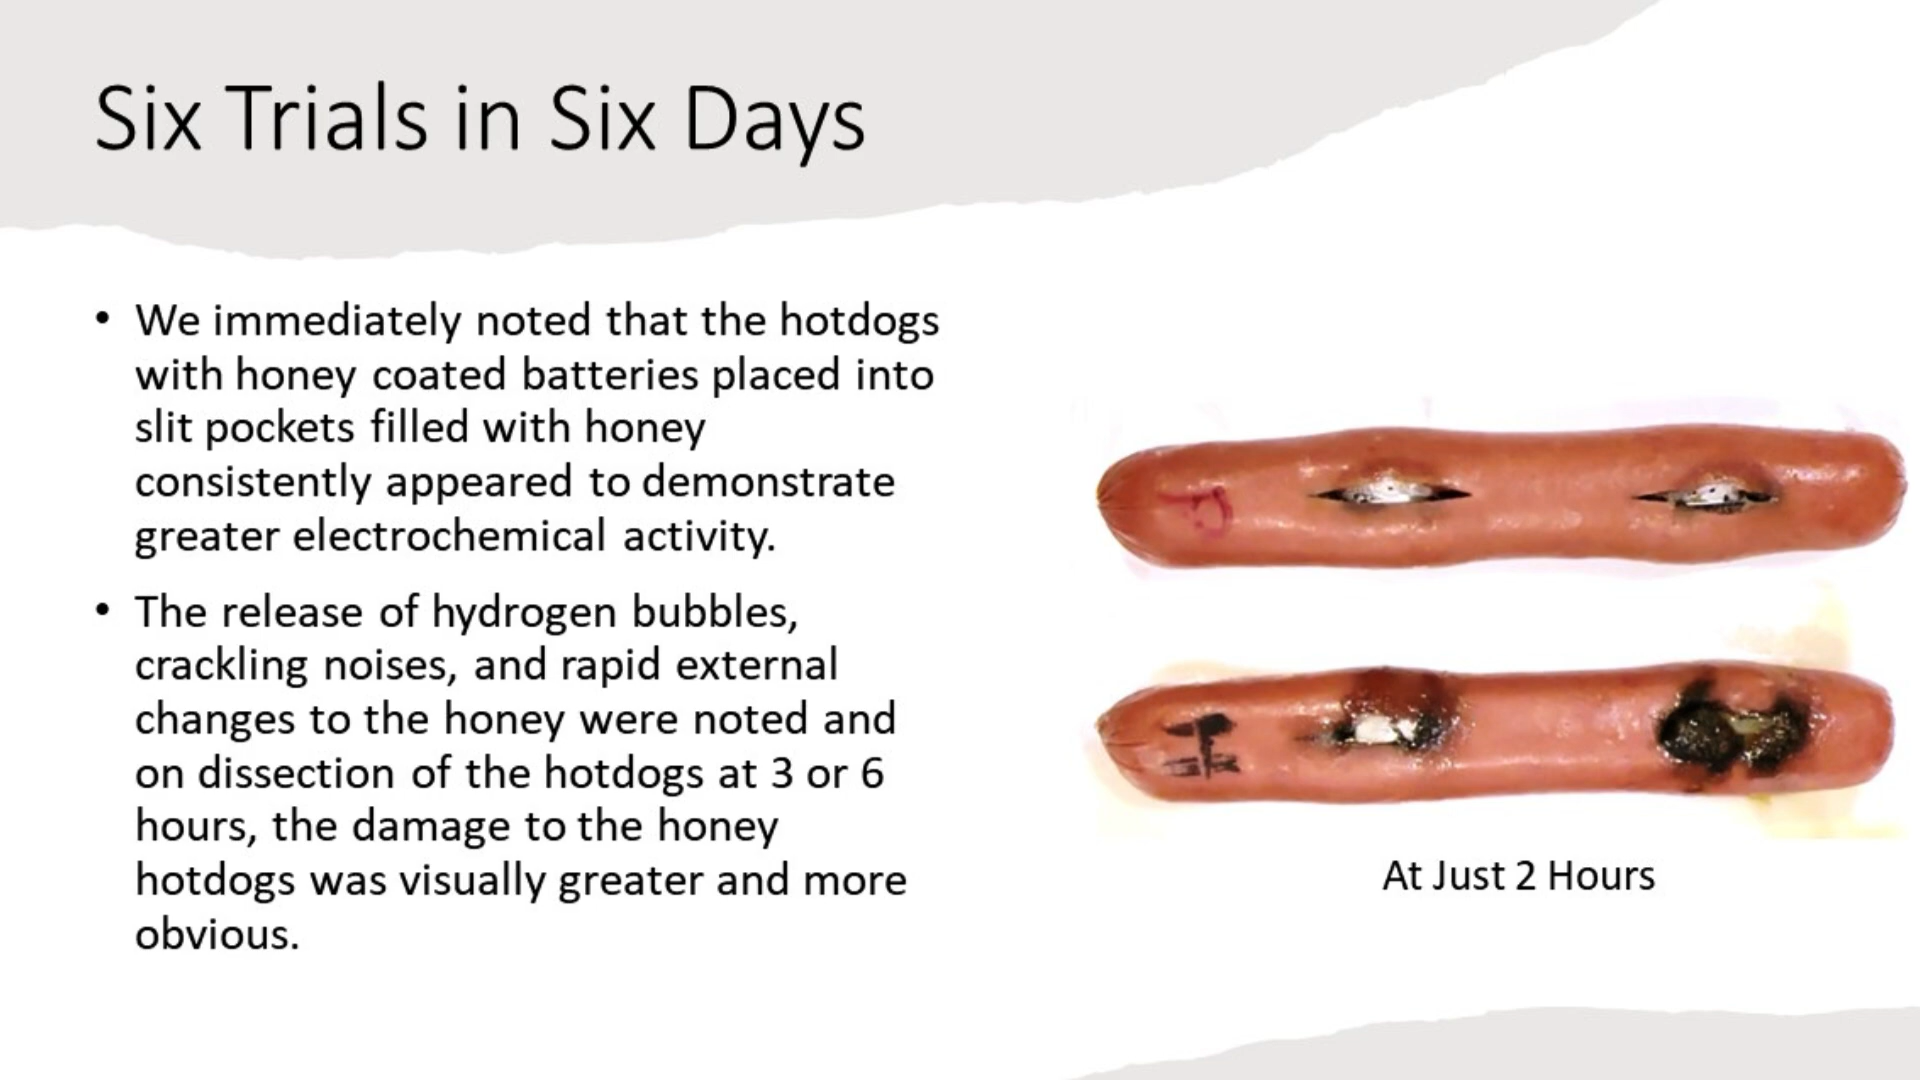 Six Trials in Six Days
• We immediately noted that the hotdogs
with honey coated batteries placed into
slit pockets filled with honey
consistently appeared to demonstrate
greater electrochemical activity.
• The release of hydrogen bubbles,
crackling noises, and rapid external
changes to the honey were noted and
on dissection of the hotdogs at 3 or 6
hours, the damage to the honey
hotdogs was visually greater and more
obvious.
At Just 2 Hours